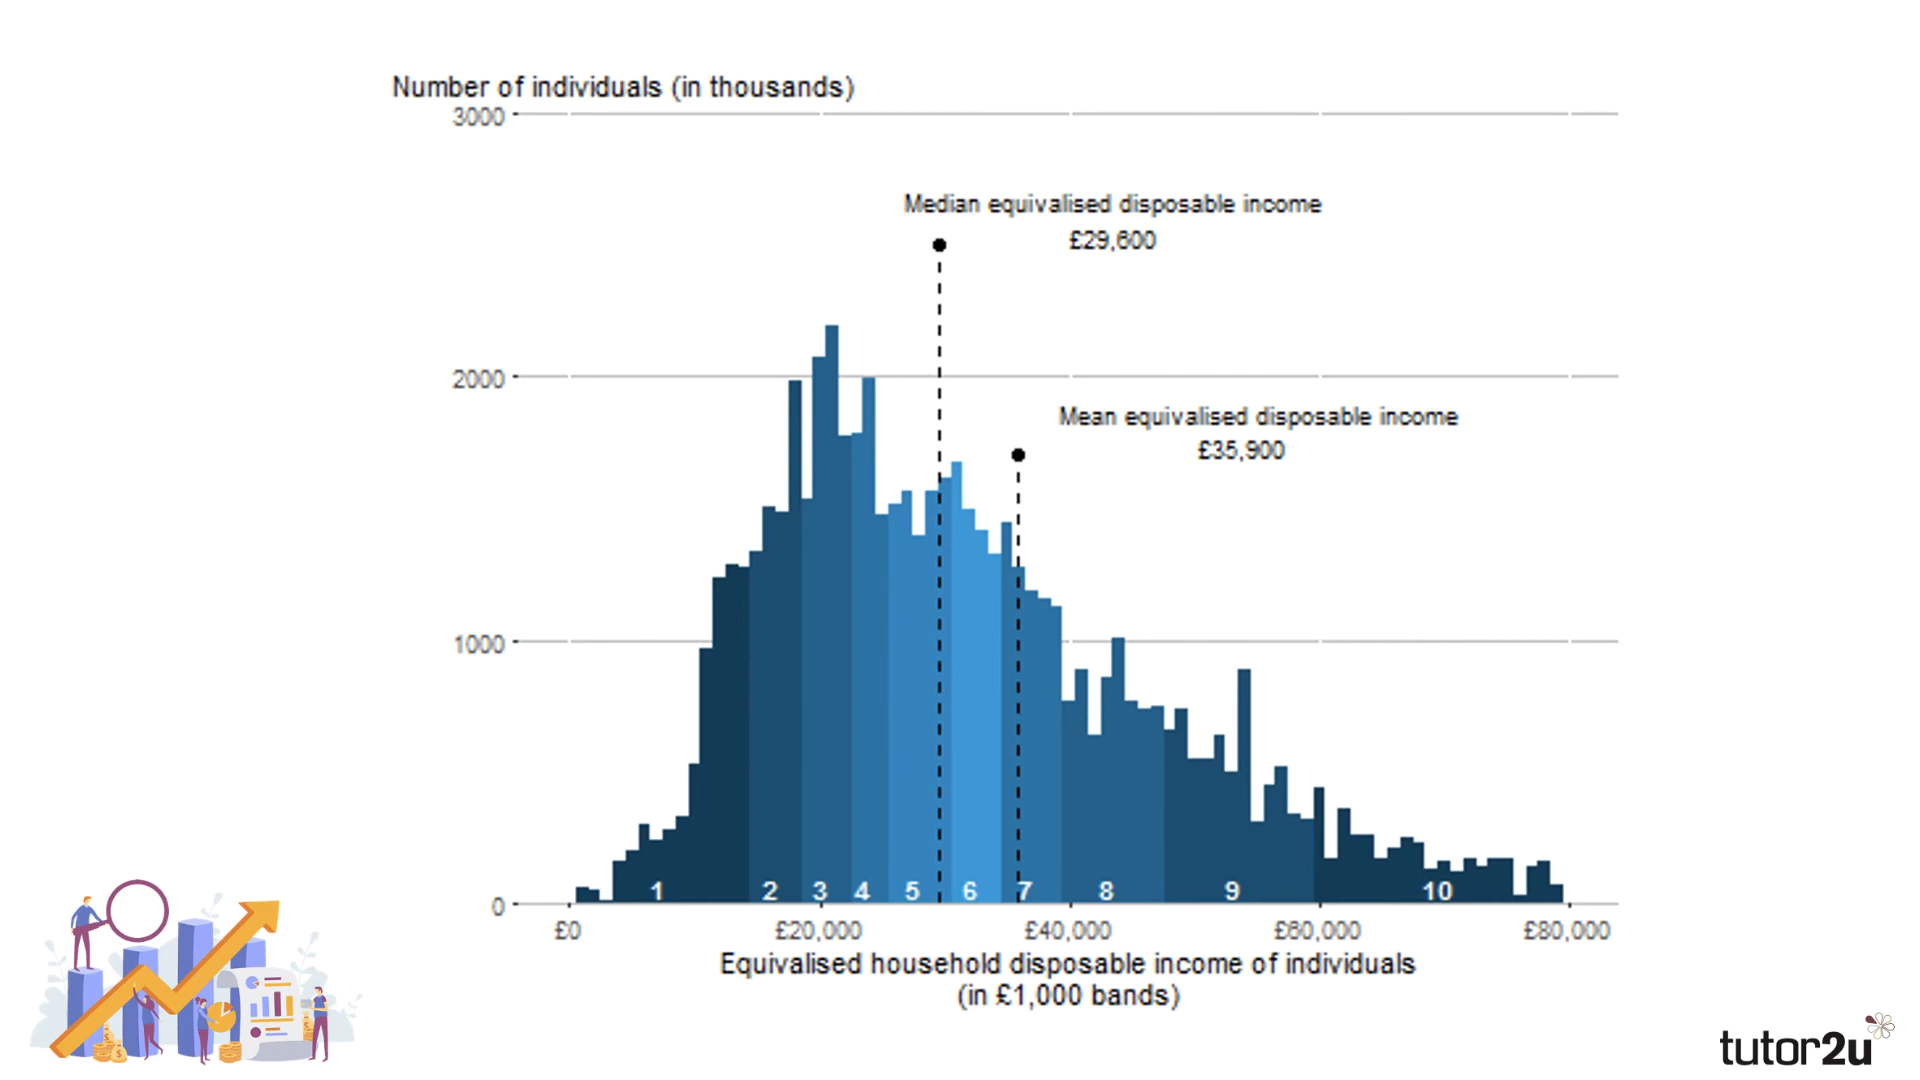 Number of individuals (in thousands)
3000
Median equivalised disposable income
£29,600
2000
Mean equivalised disposable income
£35,900
1000
1 2 3 4 5 6 7 8 9 10
0
£0 £20,000 £40,000 £60,000 £80,000
Equivalised household disposable income of individuals
(in £1,000 bands)
tutor2u